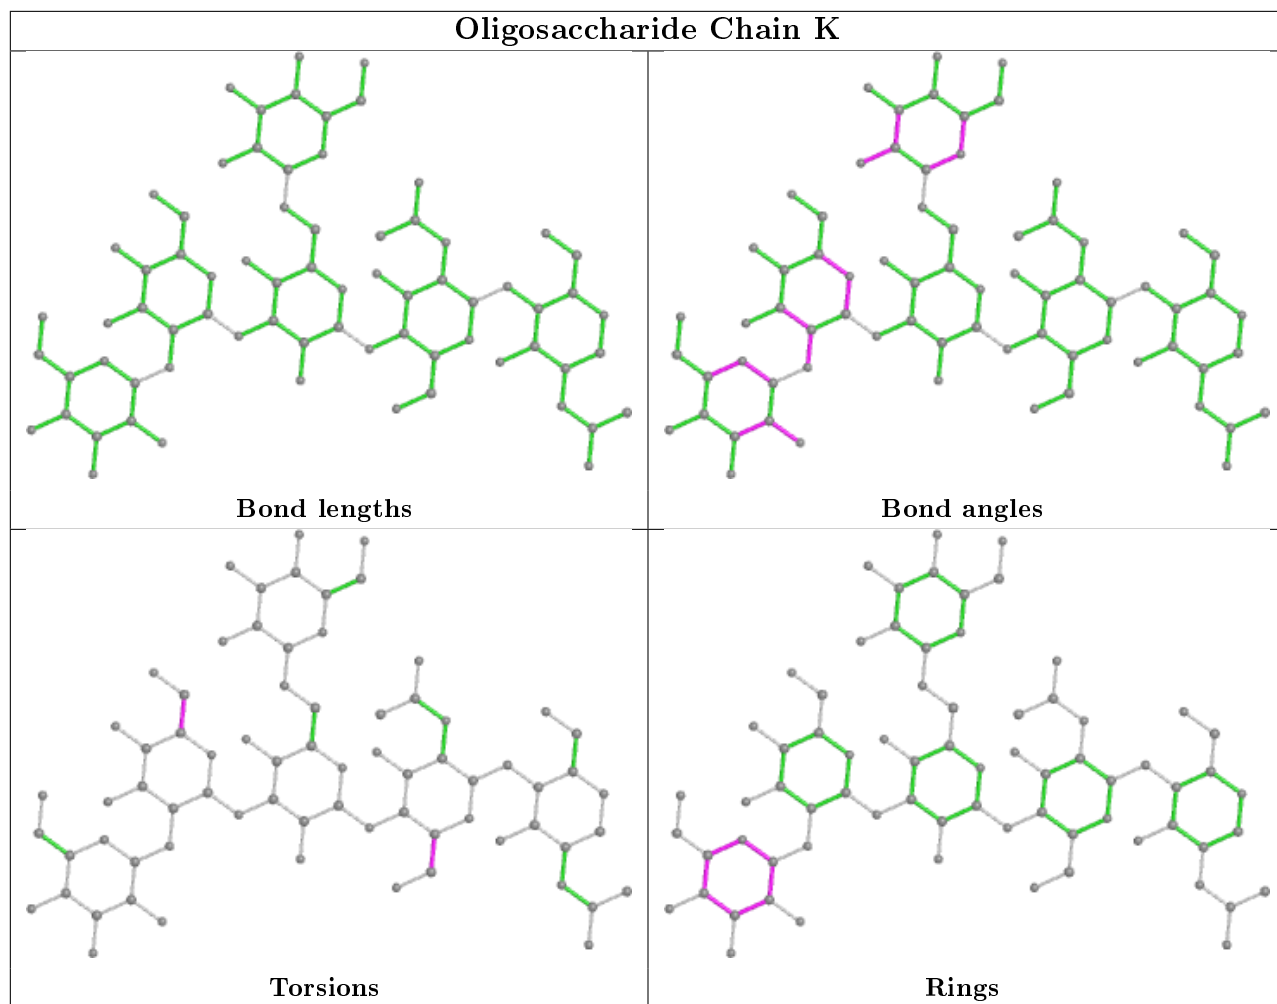 Oligosaccharide Chain K
Bond lengths
Bond angles
Torsions
Rings